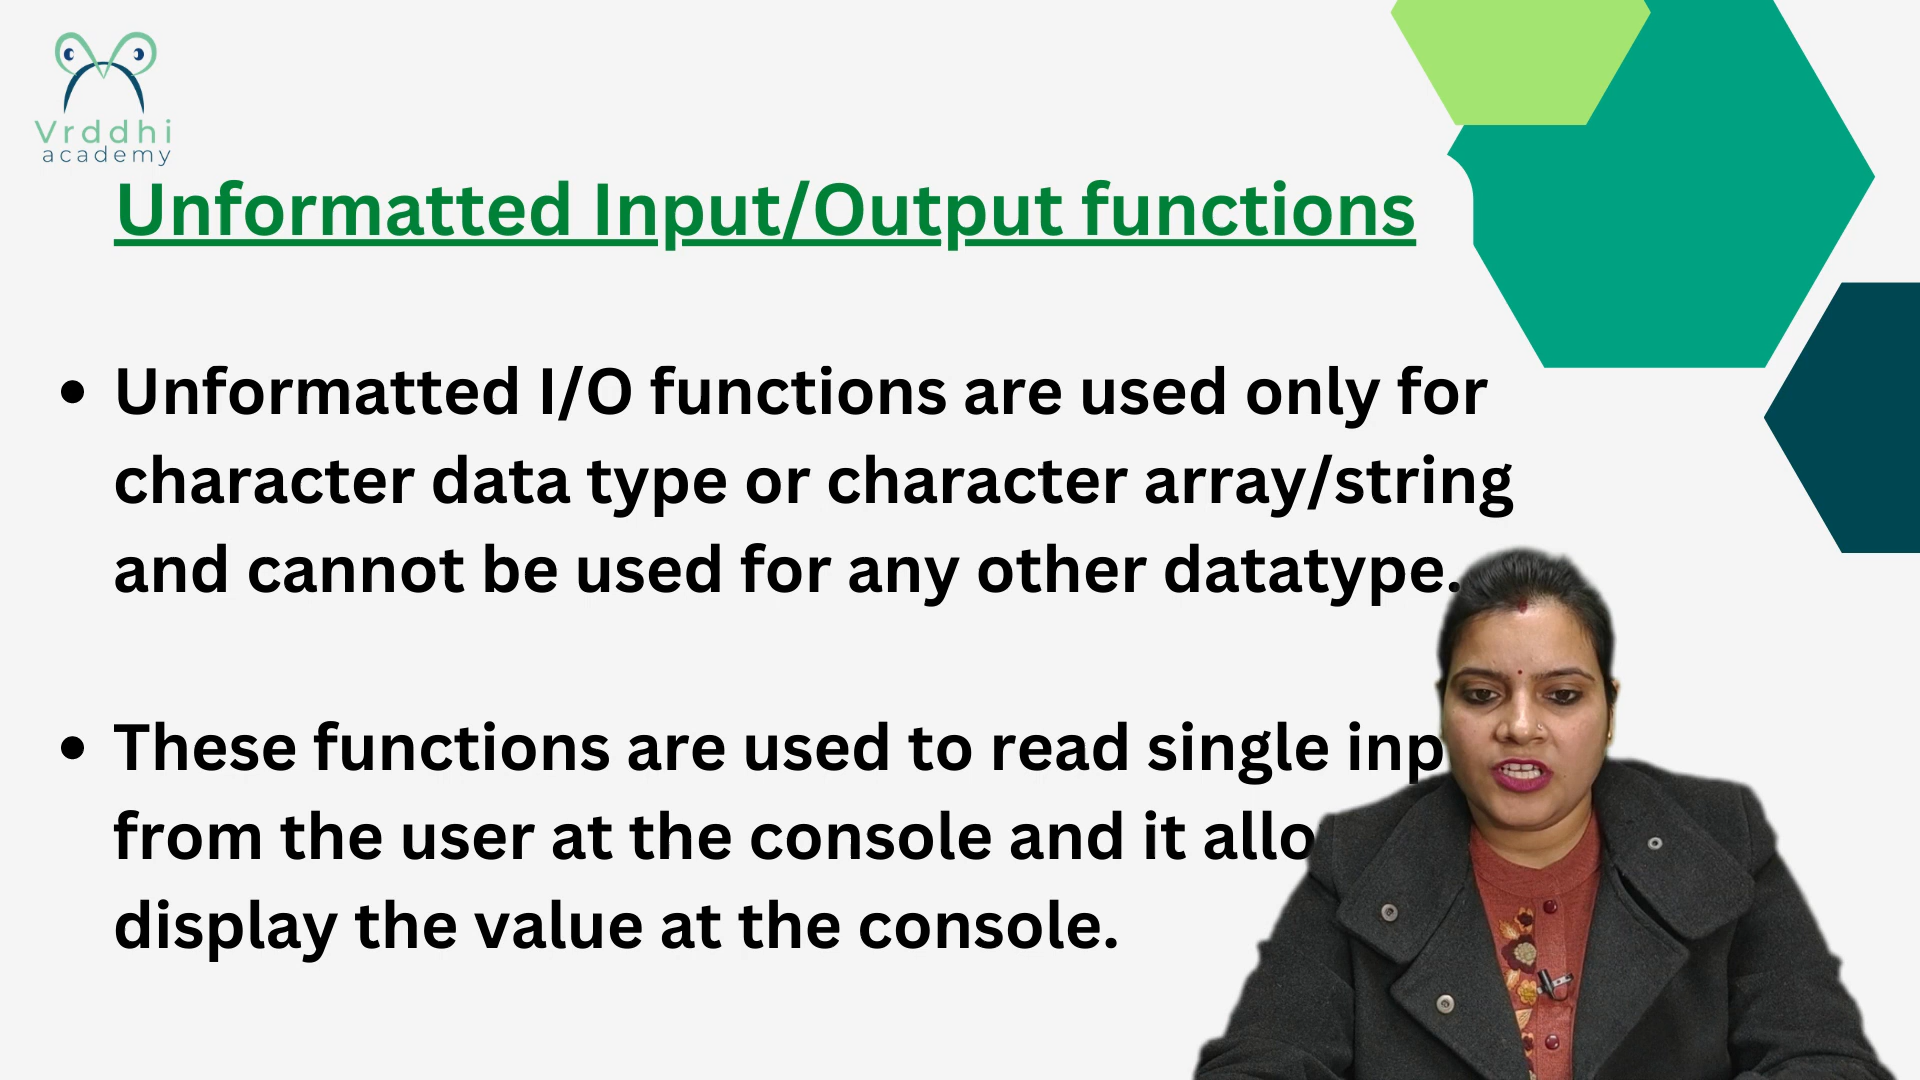 Vrddhi
academy
Unformatted Input/Output functions
Unformatted I/O functions are used only for
character data type or character array/string
and cannot be used for any other datatype.
These functions are used to read single
from the user at the console and it
display the value at the console.